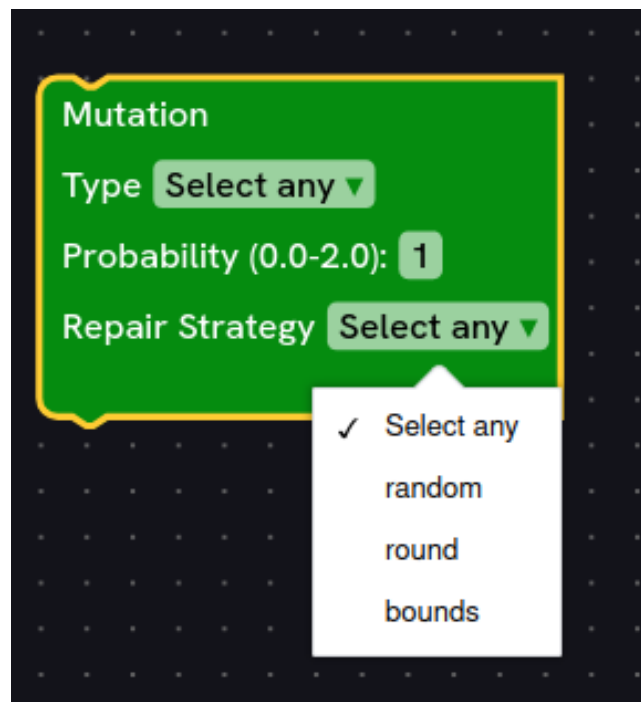 Mutation
Type Select any ▾
Probability (0.0-2.0): 1
Repair Strategy Select any ▾
✓ Select any
random
round
bounds